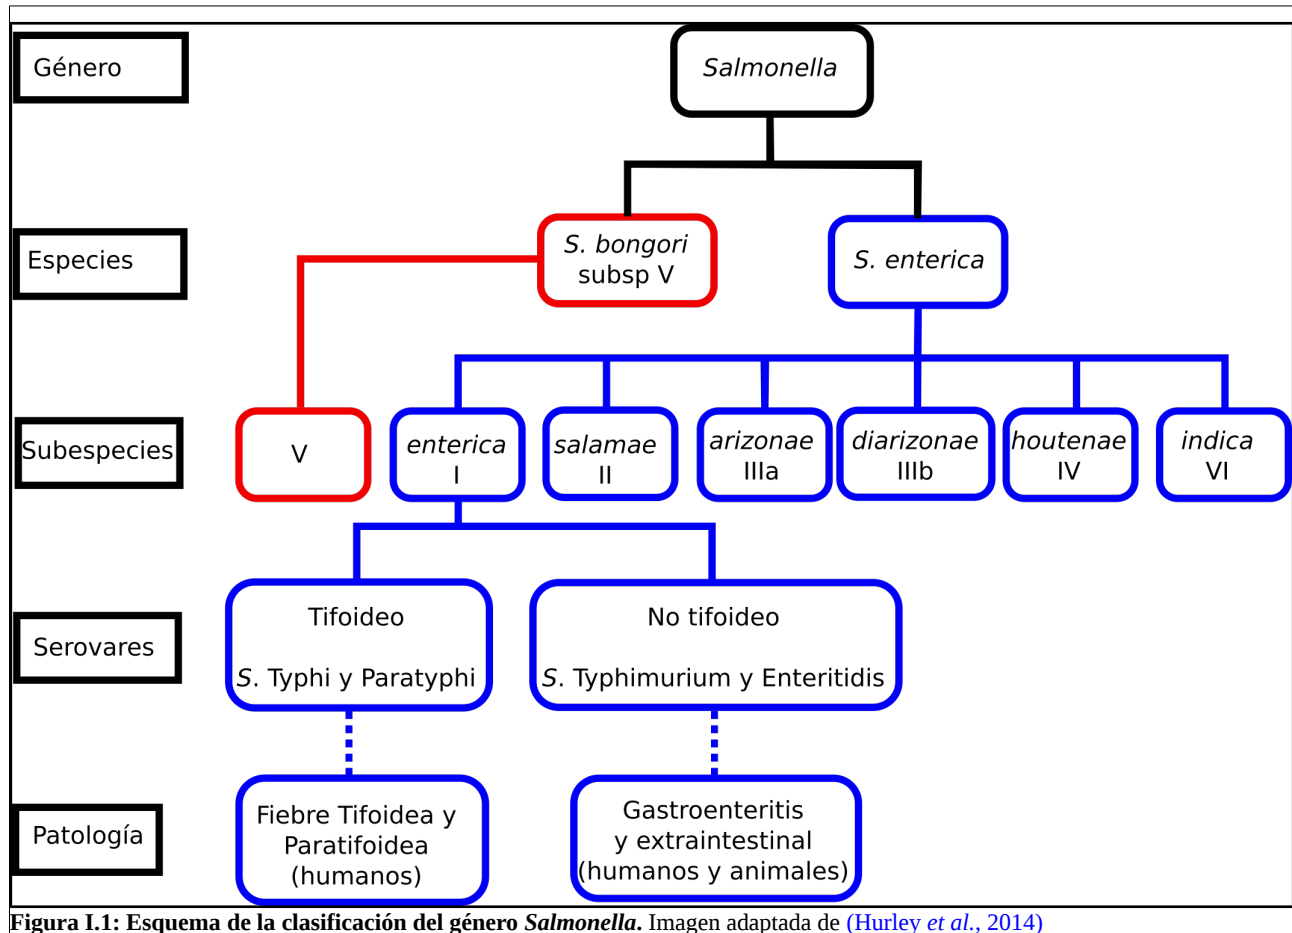 Género
Salmonella
Especies
S. bongori
subsp V
S. enterica
Subespecies
V
enterica
I
salamae
II
arizonae
IIIa
diarizonae
IIIb
houtenae
IV
indica
VI
Serovares
Tifoideo
S. Typhi y Paratyphi
No tifoideo
S. Typhimurium y Enteritidis
Patología
Fiebre Tifoidea y
Paratifoidea
(humanos)
Gastroenteritis
y extraintestinal
(humanos y animales)
Figura I.1: Esquema de la clasificación del género Salmonella. Imagen adaptada de (Hurley et al., 2014)